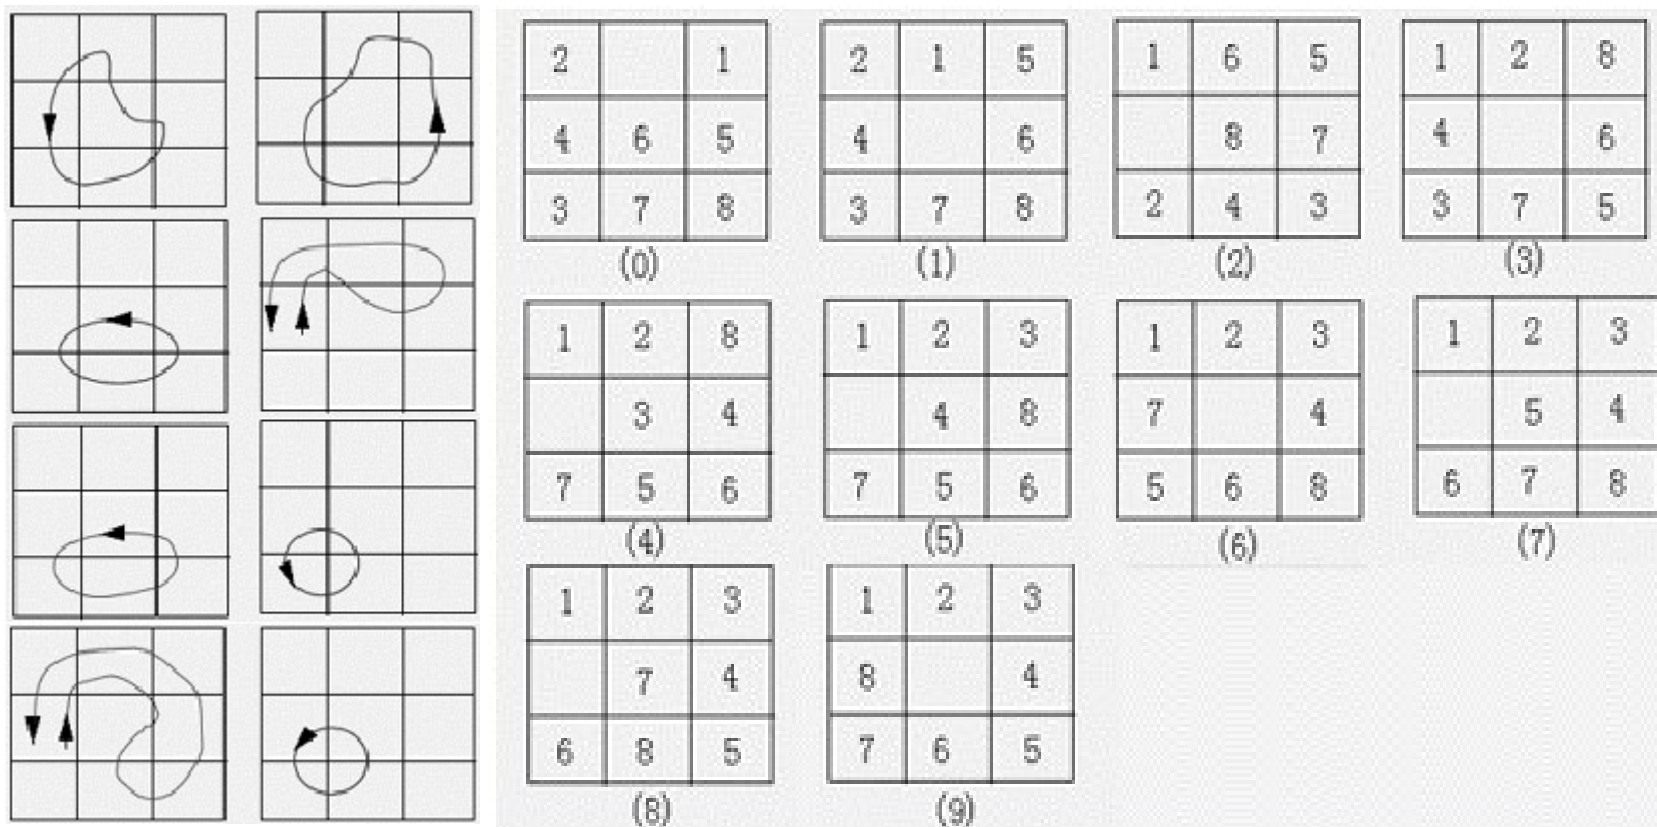 2 1 2 1 5 1 6 5 1 2 8
4 6 5 4 6 8 7 4 6
3 7 8 3 7 8 2 4 3 3 7 5
(0) (1) (2) (3)
1 2 8 1 2 3 1 2 3 1 2 3
3 4 4 8 7 4 5 4
7 5 6 7 5 6 5 6 8 6 7 8
(4) (5) (6) (7)
1 2 3 1 2 3
7 4 8 4
6 8 5 7 6 5
(8) (9)